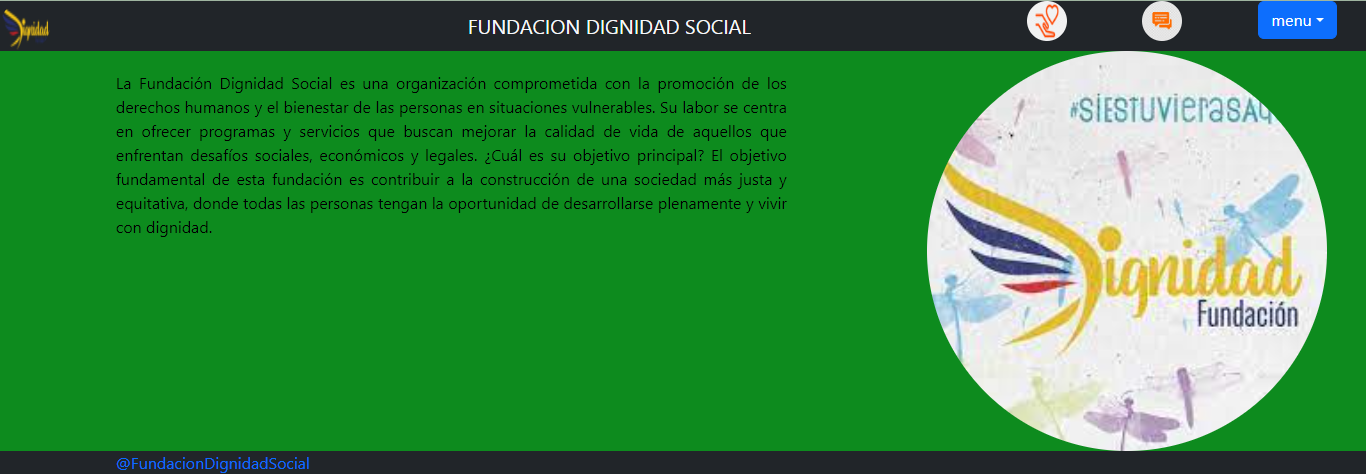 Dignidad
FUNDACION DIGNIDAD SOCIAL
menu
La Fundación Dignidad Social es una organización comprometida con la promoción de los
derechos humanos y el bienestar de las personas en situaciones vulnerables. Su labor se centra
en ofrecer programas y servicios que buscan mejorar la calidad de vida de aquellos que
enfrentan desafíos sociales, económicos y legales. ¿Cuál es su objetivo principal? El objetivo
fundamental de esta fundación es contribuir a la construcción de una sociedad más justa y
equitativa, donde todas las personas tengan la oportunidad de desarrollarse plenamente y vivir
con dignidad.
#SIEStUVIErasAq
Dignidad
Fundación
@FundacionDignidadSocial